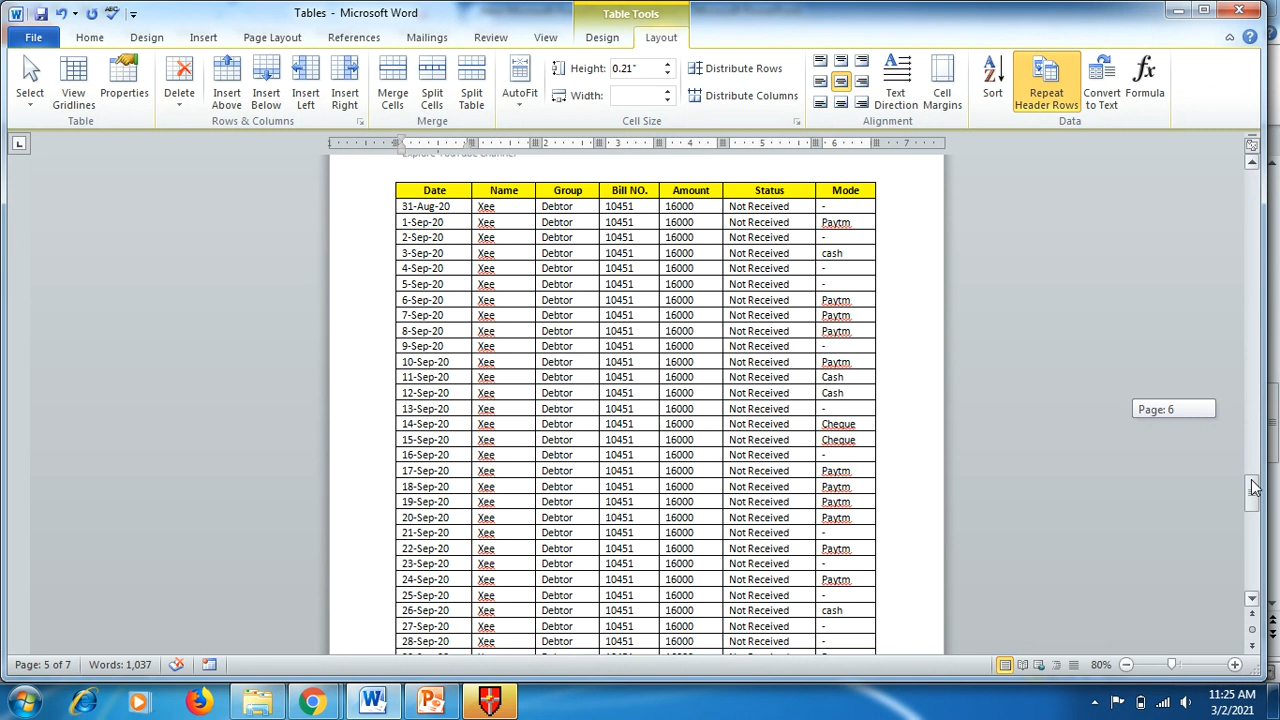 Tables - Microsoft Word
Table Tools
File Home Design Insert Page Layout References Mailings Review View Design Layout
Select View Gridlines Properties Delete Insert Above Insert Below Insert Left Insert Right Merge Cells Split Cells Split Table AutoFit Height: 0.21" Width: Distribute Rows Distribute Columns Text Direction Cell Margins Sort Repeat Header Rows Convert to Text Formula
Table Rows & Columns Merge Cell Size Alignment Data
1 2 3 4 5 6 7
Explore YouTube Channel
Date Name Group Bill NO. Amount Status Mode
31-Aug-20 Xee Debtor 10451 16000 Not Received -
1-Sep-20 Xee Debtor 10451 16000 Not Received Paytm
2-Sep-20 Xee Debtor 10451 16000 Not Received -
3-Sep-20 Xee Debtor 10451 16000 Not Received cash
4-Sep-20 Xee Debtor 10451 16000 Not Received -
5-Sep-20 Xee Debtor 10451 16000 Not Received -
6-Sep-20 Xee Debtor 10451 16000 Not Received Paytm
7-Sep-20 Xee Debtor 10451 16000 Not Received Paytm
8-Sep-20 Xee Debtor 10451 16000 Not Received Paytm
9-Sep-20 Xee Debtor 10451 16000 Not Received -
10-Sep-20 Xee Debtor 10451 16000 Not Received Paytm
11-Sep-20 Xee Debtor 10451 16000 Not Received Cash
12-Sep-20 Xee Debtor 10451 16000 Not Received Cash
13-Sep-20 Xee Debtor 10451 16000 Not Received -
14-Sep-20 Xee Debtor 10451 16000 Not Received Cheque
15-Sep-20 Xee Debtor 10451 16000 Not Received Cheque
16-Sep-20 Xee Debtor 10451 16000 Not Received -
17-Sep-20 Xee Debtor 10451 16000 Not Received Paytm
18-Sep-20 Xee Debtor 10451 16000 Not Received Paytm
19-Sep-20 Xee Debtor 10451 16000 Not Received Paytm
20-Sep-20 Xee Debtor 10451 16000 Not Received Paytm
21-Sep-20 Xee Debtor 10451 16000 Not Received -
22-Sep-20 Xee Debtor 10451 16000 Not Received Paytm
23-Sep-20 Xee Debtor 10451 16000 Not Received -
24-Sep-20 Xee Debtor 10451 16000 Not Received Paytm
25-Sep-20 Xee Debtor 10451 16000 Not Received -
26-Sep-20 Xee Debtor 10451 16000 Not Received cash
27-Sep-20 Xee Debtor 10451 16000 Not Received -
28-Sep-20 Xee Debtor 10451 16000 Not Received -
Page: 6
Page: 5 of 7 Words: 1,037 80%
11:25 AM
3/2/2021